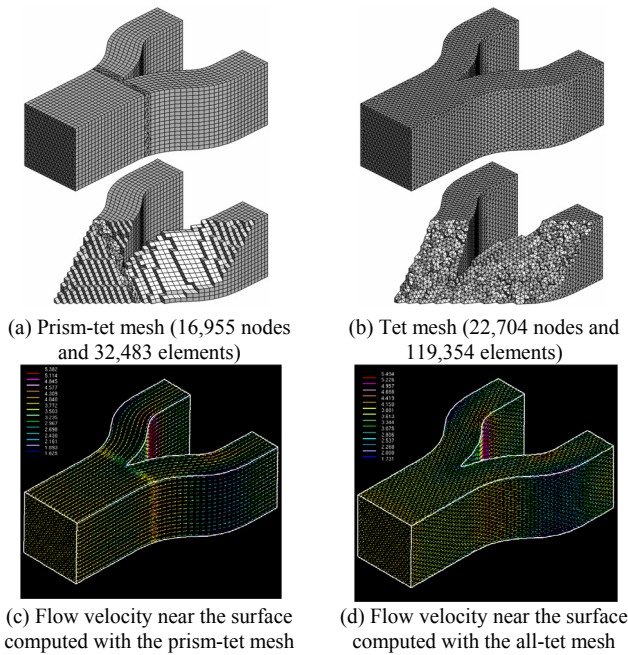 (a) Prism-tet mesh (16,955 nodes
and 32,483 elements)
(b) Tet mesh (22,704 nodes and
119,354 elements)
(c) Flow velocity near the surface
computed with the prism-tet mesh
(d) Flow velocity near the surface
computed with the all-tet mesh